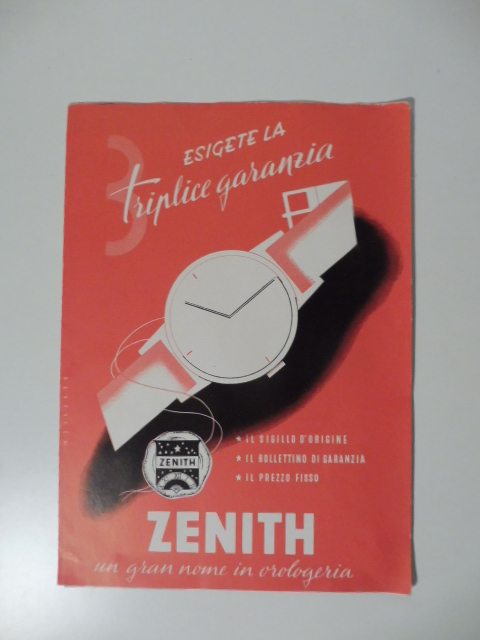 3
ESIGETE LA
triplice garanzia
★ IL SIGILLO D'ORIGINE
★ IL BOLLETTINO DI GARANZIA
★ IL PREZZO FISSO
ZENITH
ZENITH
un gran nome in orologeria